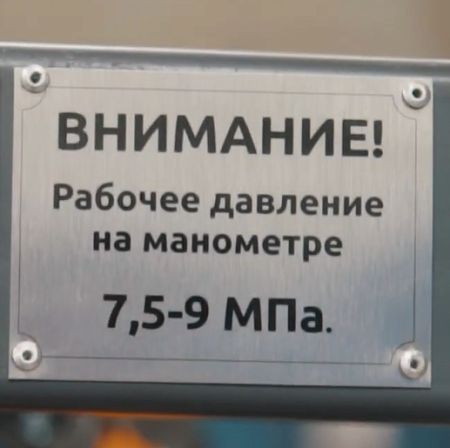 ВНИМАНИЕ!
Рабочее давление
на манометре
7,5-9 МПа.